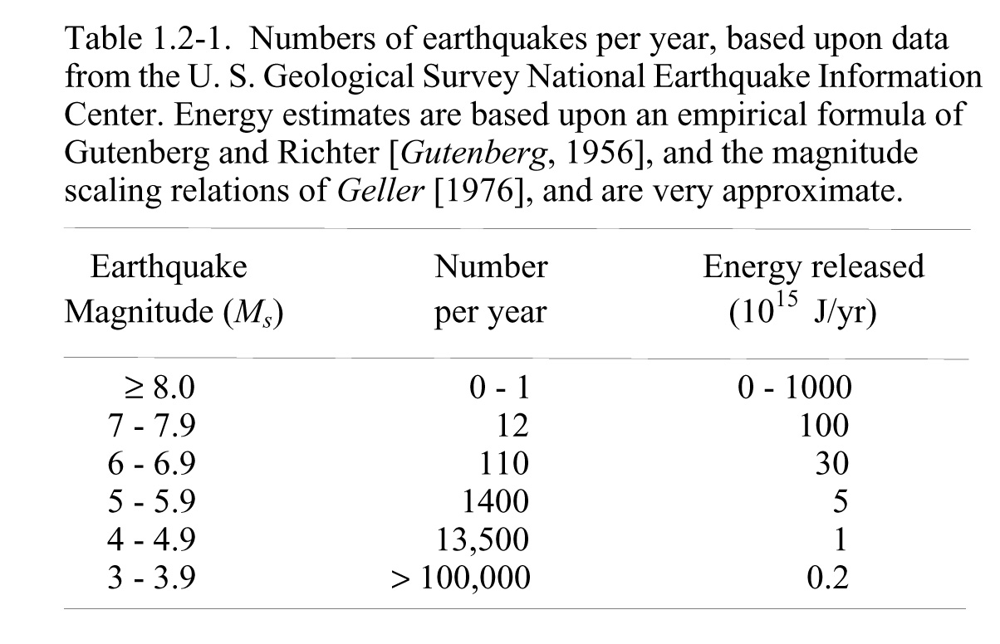 Table 1.2-1. Numbers of earthquakes per year, based upon data
from the U. S. Geological Survey National Earthquake Information
Center. Energy estimates are based upon an empirical formula of
Gutenberg and Richter [Gutenberg, 1956], and the magnitude
scaling relations of Geller [1976], and are very approximate.
Earthquake Number Energy released
Magnitude (Ms) per year (10^15 J/yr)
≥ 8.0 0 - 1 0 - 1000
7 - 7.9 12 100
6 - 6.9 110 30
5 - 5.9 1400 5
4 - 4.9 13,500 1
3 - 3.9 > 100,000 0.2